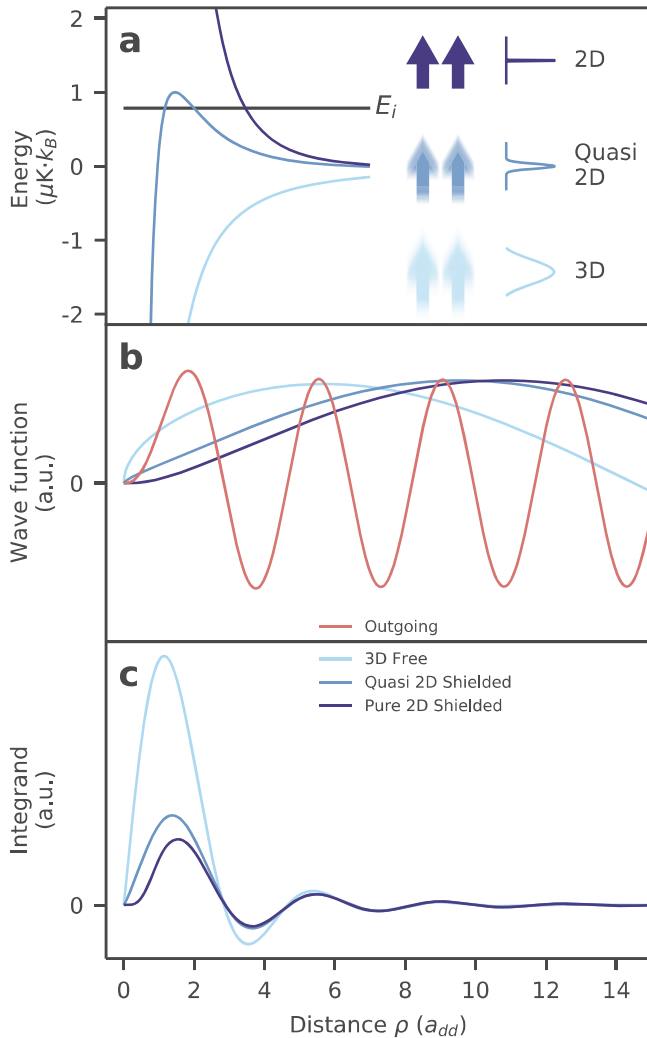 a
2
1
0
-1
-2
Energy
(μK·k_B)
E_i
2D
Quasi
2D
3D
b
0
Wave function
(a.u.)
Outgoing
3D Free
Quasi 2D Shielded
Pure 2D Shielded
c
0
Integrand
(a.u.)
0 2 4 6 8 10 12 14
Distance ρ (a_dd)